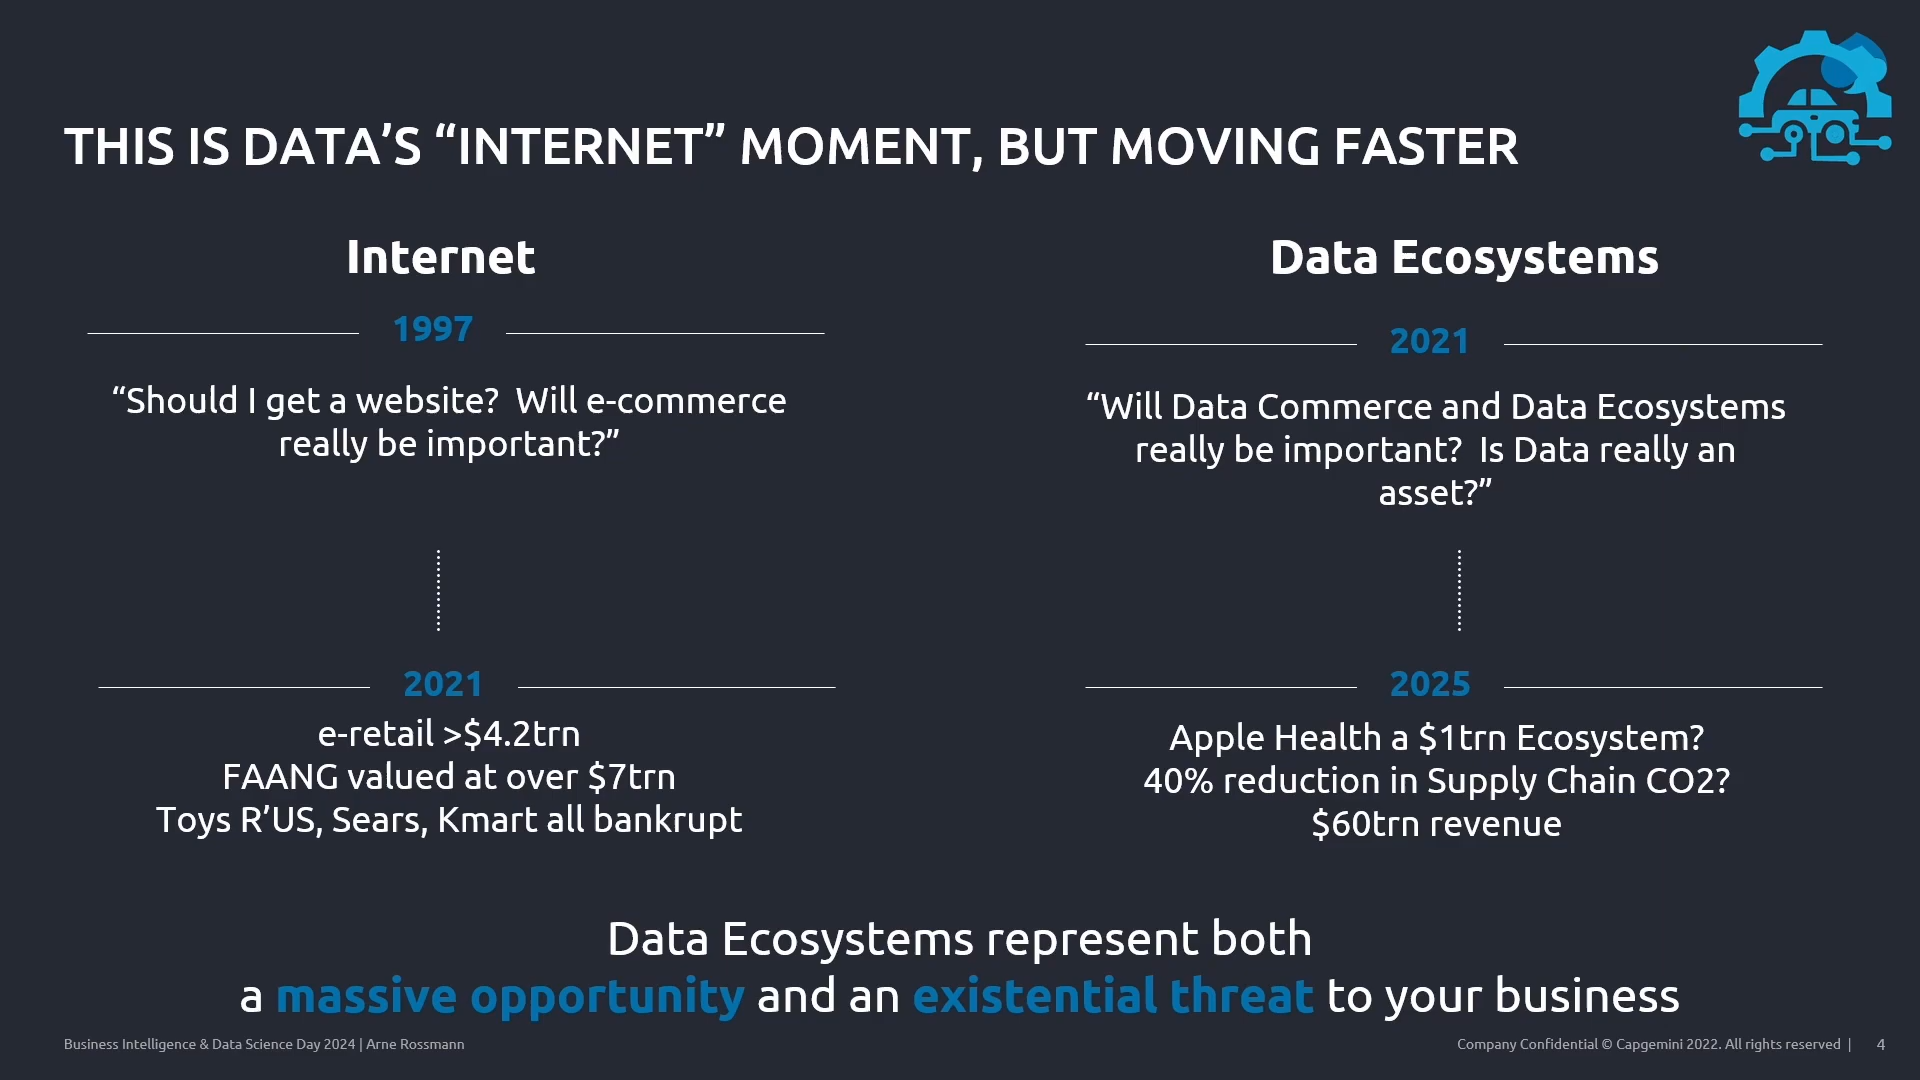 THIS IS DATA’S “INTERNET” MOMENT, BUT MOVING FASTER
Internet
1997
“Should I get a website?  Will e-commerce
really be important?”
2021
e-retail >$4.2trn
FAANG valued at over $7trn
Toys R’US, Sears, Kmart all bankrupt
Data Ecosystems
2021
“Will Data Commerce and Data Ecosystems
really be important?  Is Data really an
asset?”
2025
Apple Health a $1trn Ecosystem?
40% reduction in Supply Chain CO2?
$60trn revenue
Data Ecosystems represent both
a massive opportunity and an existential threat to your business
Business Intelligence & Data Science Day 2024 | Arne Rossmann
Company Confidential © Capgemini 2022. All rights reserved | 4